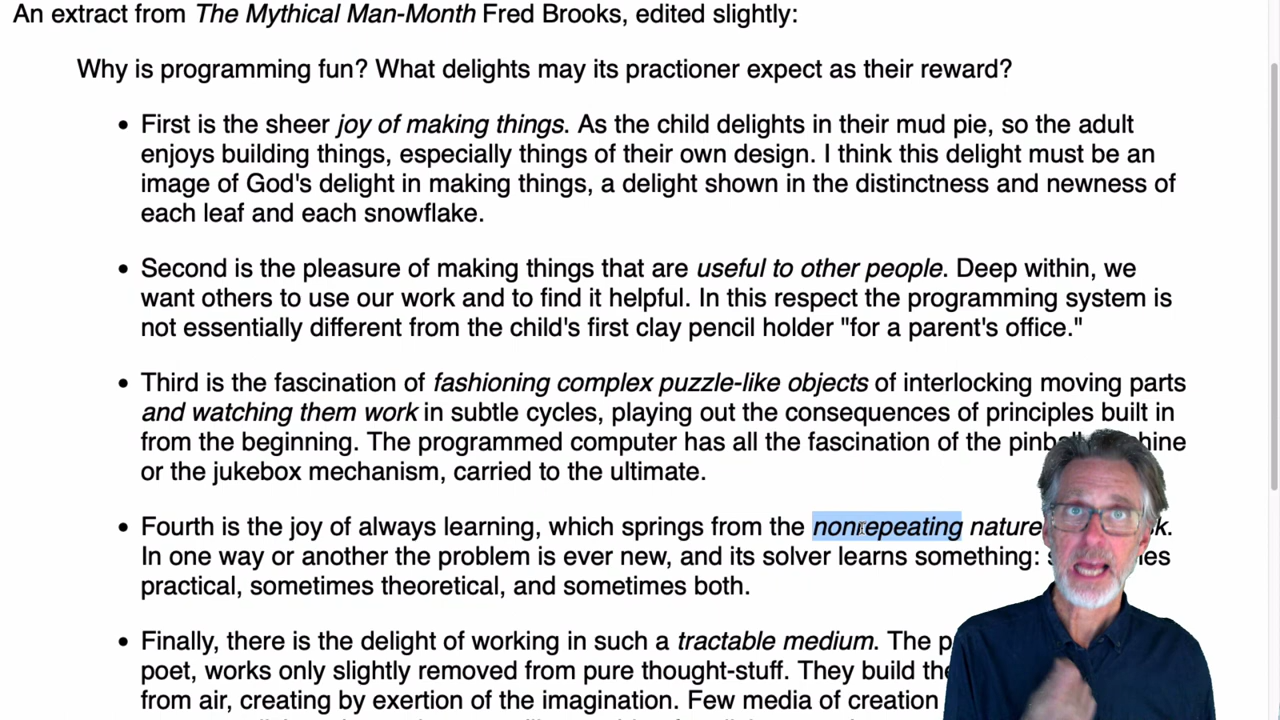 An extract from The Mythical Man-Month Fred Brooks, edited slightly:
Why is programming fun? What delights may its practioner expect as their reward?
• First is the sheer joy of making things. As the child delights in their mud pie, so the adult
enjoys building things, especially things of their own design. I think this delight must be an
image of God's delight in making things, a delight shown in the distinctness and newness of
each leaf and each snowflake.
• Second is the pleasure of making things that are useful to other people. Deep within, we
want others to use our work and to find it helpful. In this respect the programming system is
not essentially different from the child's first clay pencil holder "for a parent's office."
• Third is the fascination of fashioning complex puzzle-like objects of interlocking moving parts
and watching them work in subtle cycles, playing out the consequences of principles built in
from the beginning. The programmed computer has all the fascination of the
or the jukebox mechanism, carried to the ultimate.
• Fourth is the joy of always learning, which springs from the nonrepeating nature
In one way or another the problem is ever new, and its solver learns something:
practical, sometimes theoretical, and sometimes both.
• Finally, there is the delight of working in such a tractable medium. The
poet, works only slightly removed from pure thought-stuff. They build
from air, creating by exertion of the imagination. Few media of creation